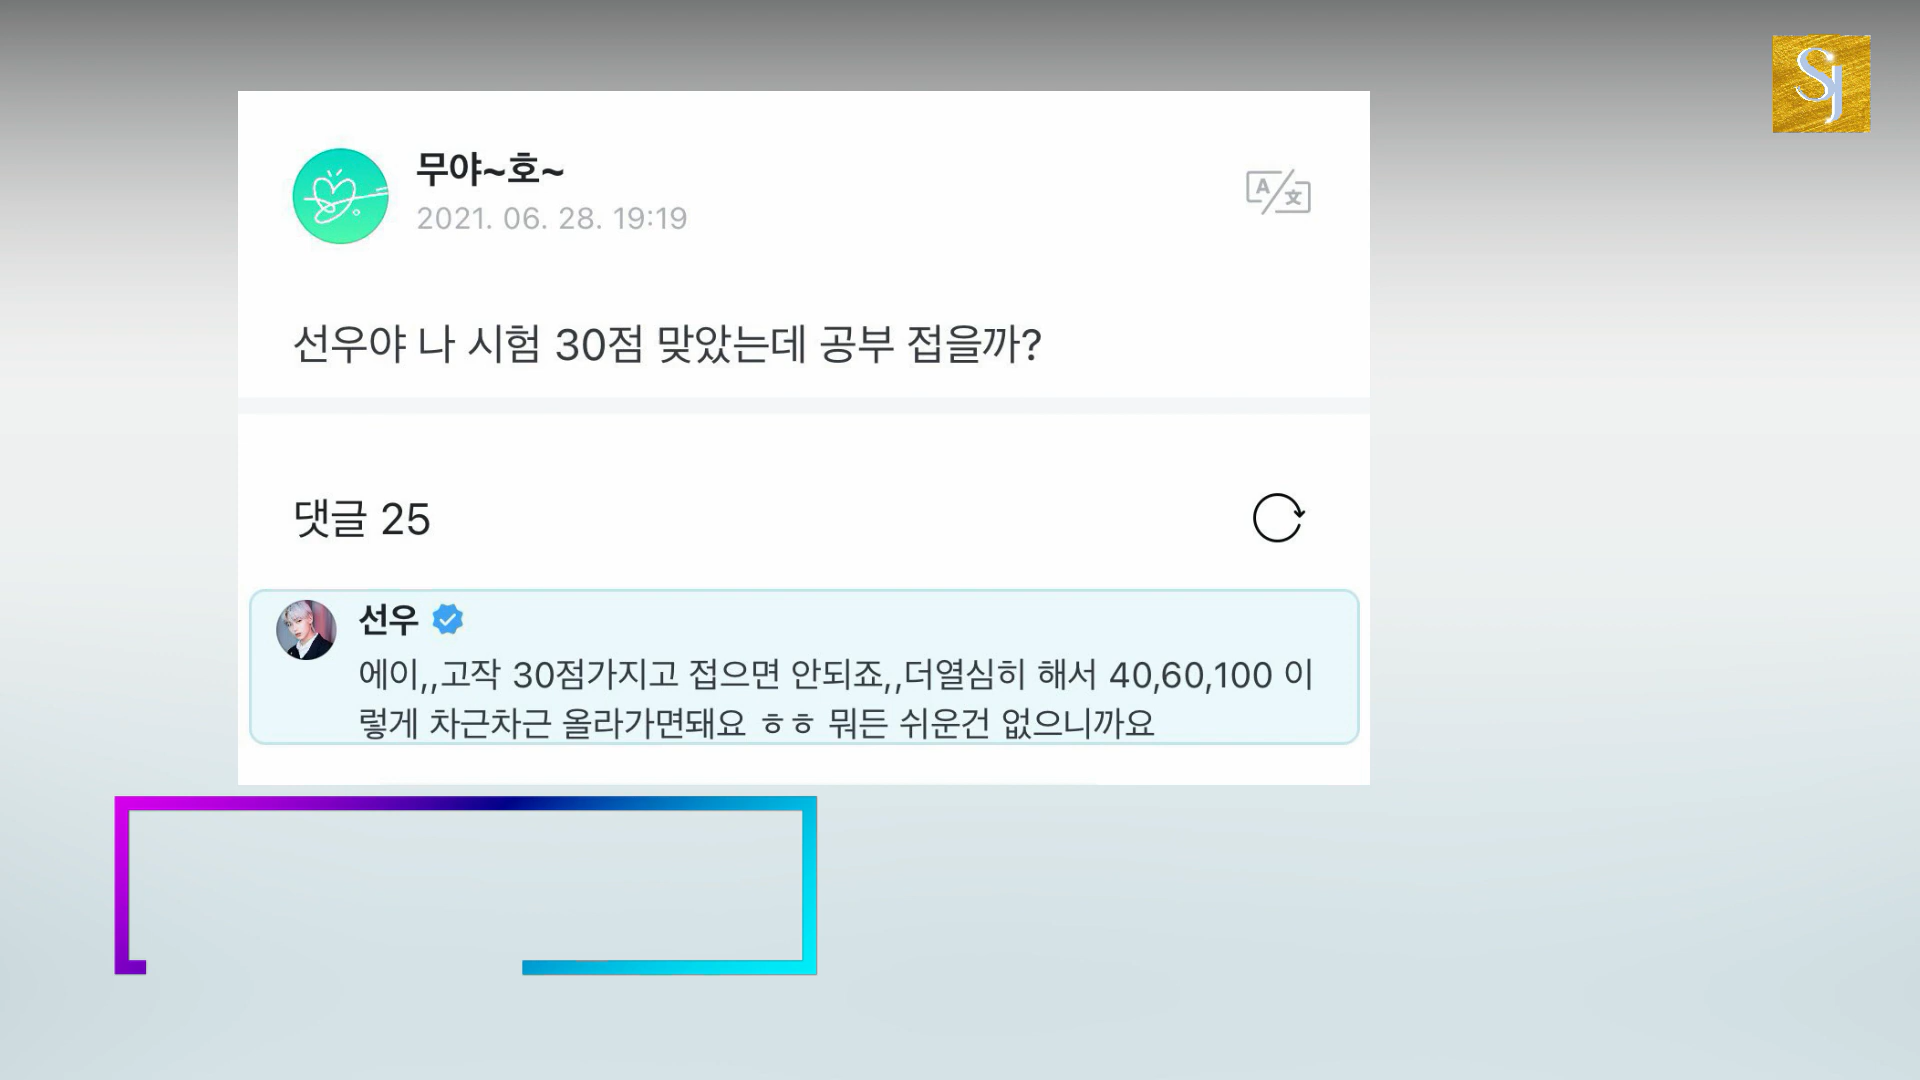 SJ
무야~호~
2021. 06. 28. 19:19
A/文
선우야 나 시험 30점 맞았는데 공부 접을까?
댓글 25
선우
에이,,고작 30점가지고 접으면 안되죠,,더열심히 해서 40,60,100 이
렇게 차근차근 올라가면돼요 ㅎㅎ 뭐든 쉬운건 없으니까요